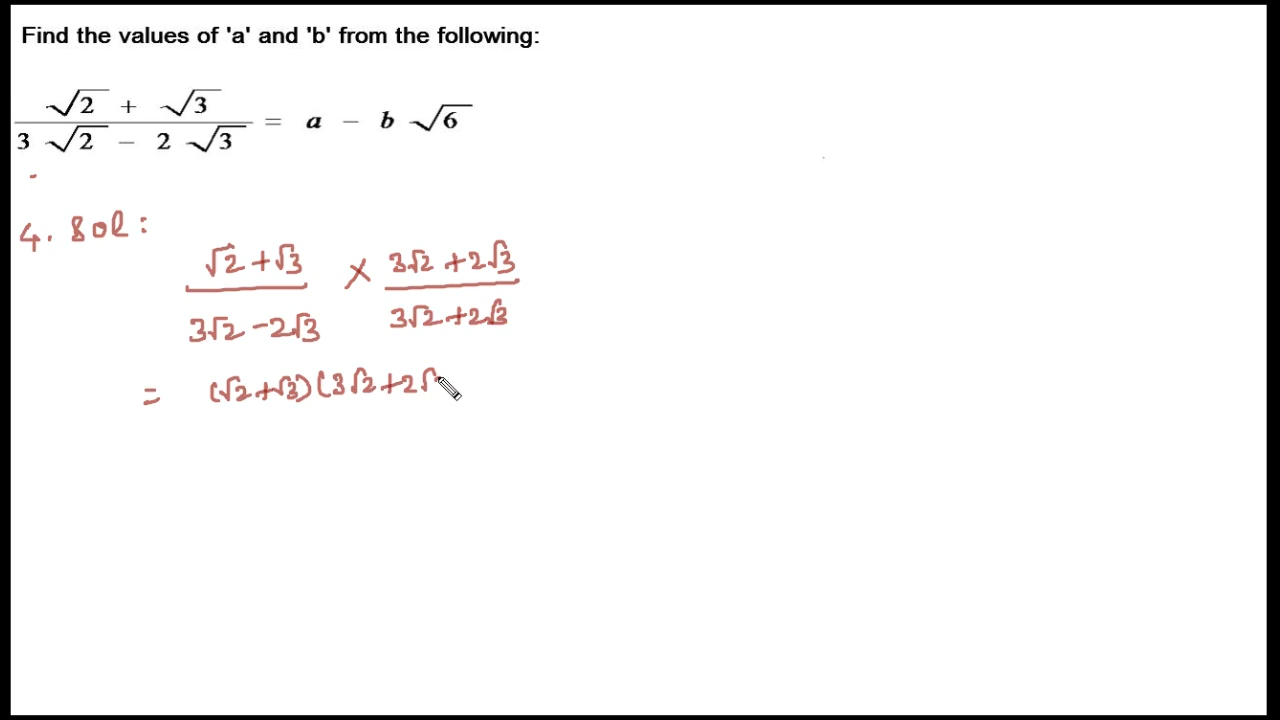 Find the values of 'a' and 'b' from the following:
√2 + √3
3 √2 − 2 √3 = a − b √6
4. Sol:
√2 + √3 × 3√2 + 2√3
3√2 − 2√3 3√2 + 2√3
= (√2 + √3) (3√2 + 2√